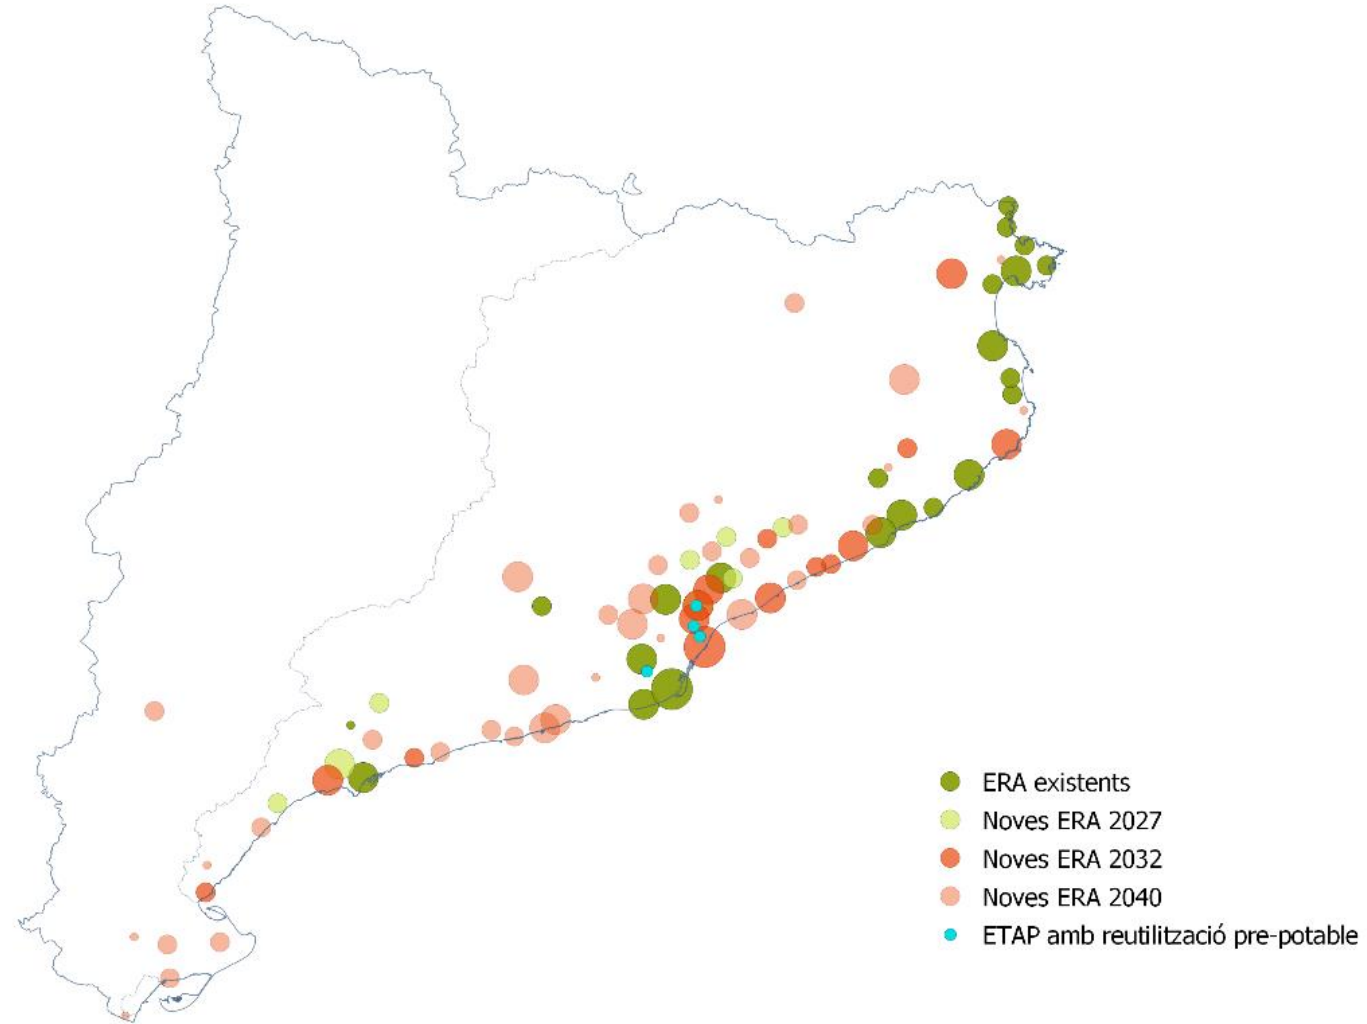 ERA existents
Noves ERA 2027
Noves ERA 2032
Noves ERA 2040
ETAP amb reutilització pre-potable